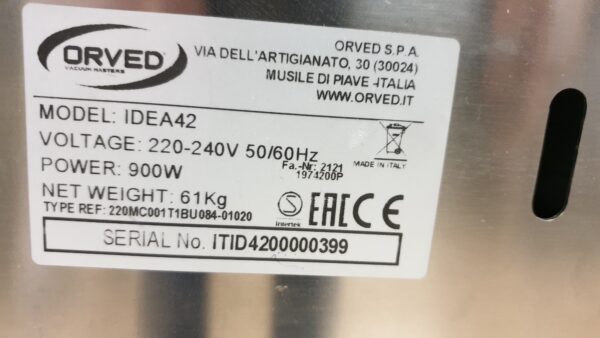 ORVED
VACUUM MASTERS
ORVED S.P.A.
VIA DELL'ARTIGIANATO, 30 (30024)
MUSILE DI PIAVE -ITALIA
WWW.ORVED.IT
MODEL: IDEA42
VOLTAGE: 220-240V 50/60Hz
POWER: 900W
Fa.-Nr. 2121
1974200P
MADE IN ITALY
NET WEIGHT: 61Kg
TYPE REF: 220MC001T1BU084-01020
S
Intertek
EAC CE
SERIAL No. ITID4200000399